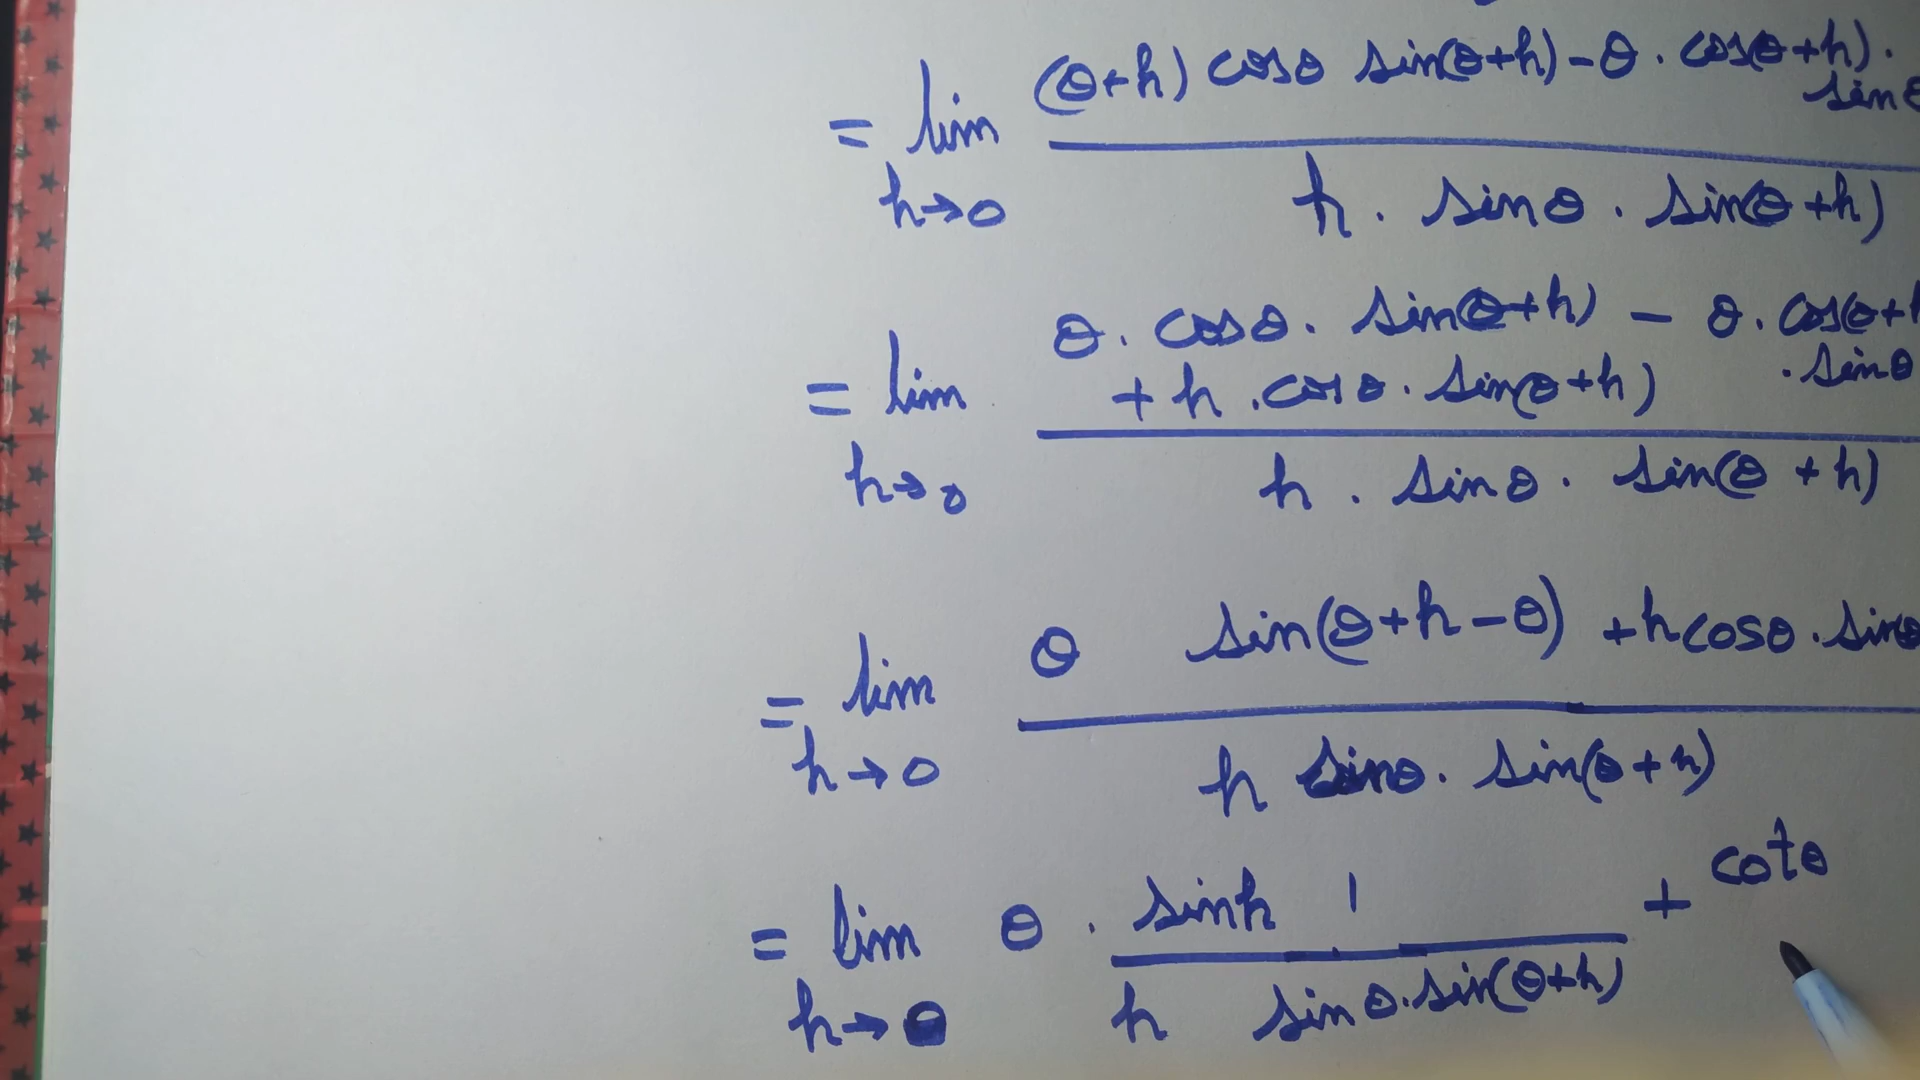 (θ+h) cosθ sin(θ+h) - θ . cos(θ+h) .
sinθ
= lim
h→0
h . sinθ . sin(θ+h)
θ . cosθ . sin(θ+h) - θ . cos(θ+h
+ h . cosθ . sin(θ+h) . sinθ
= lim
h→0
h . sinθ . sin(θ+h)
θ sin(θ+h-θ) + h cosθ . sinθ
= lim
h→0
h sinθ . sin(θ+h)
= lim θ . sinh 1 + cotθ
h→0 h sinθ . sin(θ+h)